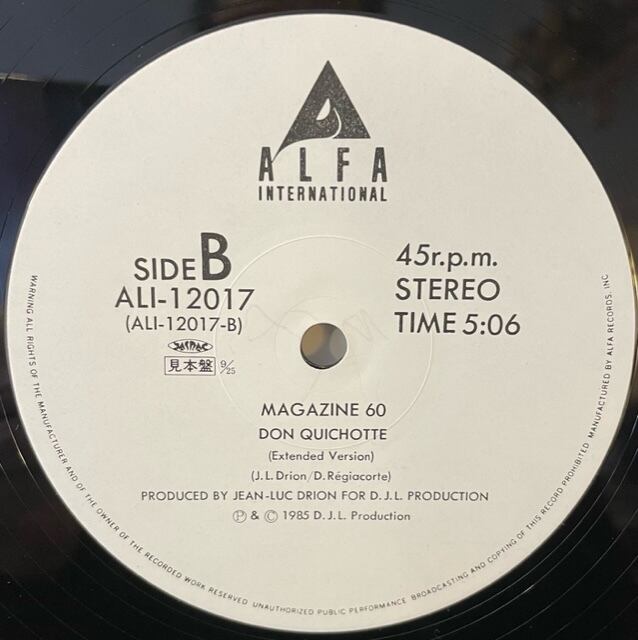 ALFA
INTERNATIONAL
SIDE B
ALI-12017
(ALI-12017-B)
45r.p.m.
STEREO
TIME 5:06
JASRAC
見本盤 9/25
MAGAZINE 60
DON QUICHOTTE
(Extended Version)
(J.L.Drion/D.Régiacorte)
PRODUCED BY JEAN-LUC DRION FOR D.J.L. PRODUCTION
Ⓟ & © 1985 D.J.L. Production
WARNING ALL RIGHTS OF THE MANUFACTURER AND OF THE OWNER OF THE RECORDED WORK RESERVED UNAUTHORIZED PUBLIC PERFORMANCE BROADCASTING AND COPYING OF THIS RECORD PROHIBITED. MANUFACTURED BY ALFA RECORDS, INC